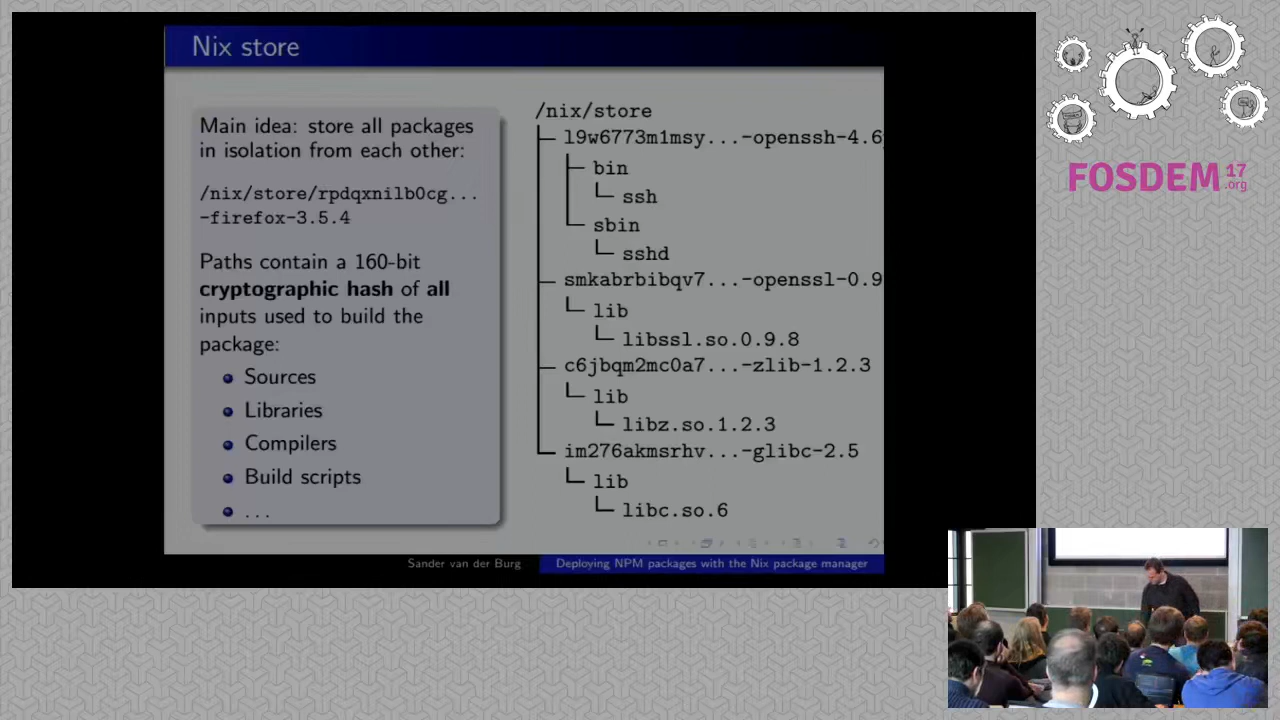 Nix store
Main idea: store all packages
in isolation from each other:
/nix/store/rpdqxnilb0cg...
-firefox-3.5.4
Paths contain a 160-bit
cryptographic hash of all
inputs used to build the
package:
Sources
Libraries
Compilers
Build scripts
...
/nix/store
l9w6773m1msy...-openssh-4.6
bin
ssh
sbin
sshd
smkabrbibqv7...-openssl-0.9
lib
libssl.so.0.9.8
c6jbqm2mc0a7...-zlib-1.2.3
lib
libz.so.1.2.3
im276akmsrhv...-glibc-2.5
lib
libc.so.6
Sander van der Burg
Deploying NPM packages with the Nix package manager
FOSDEM 17
.org